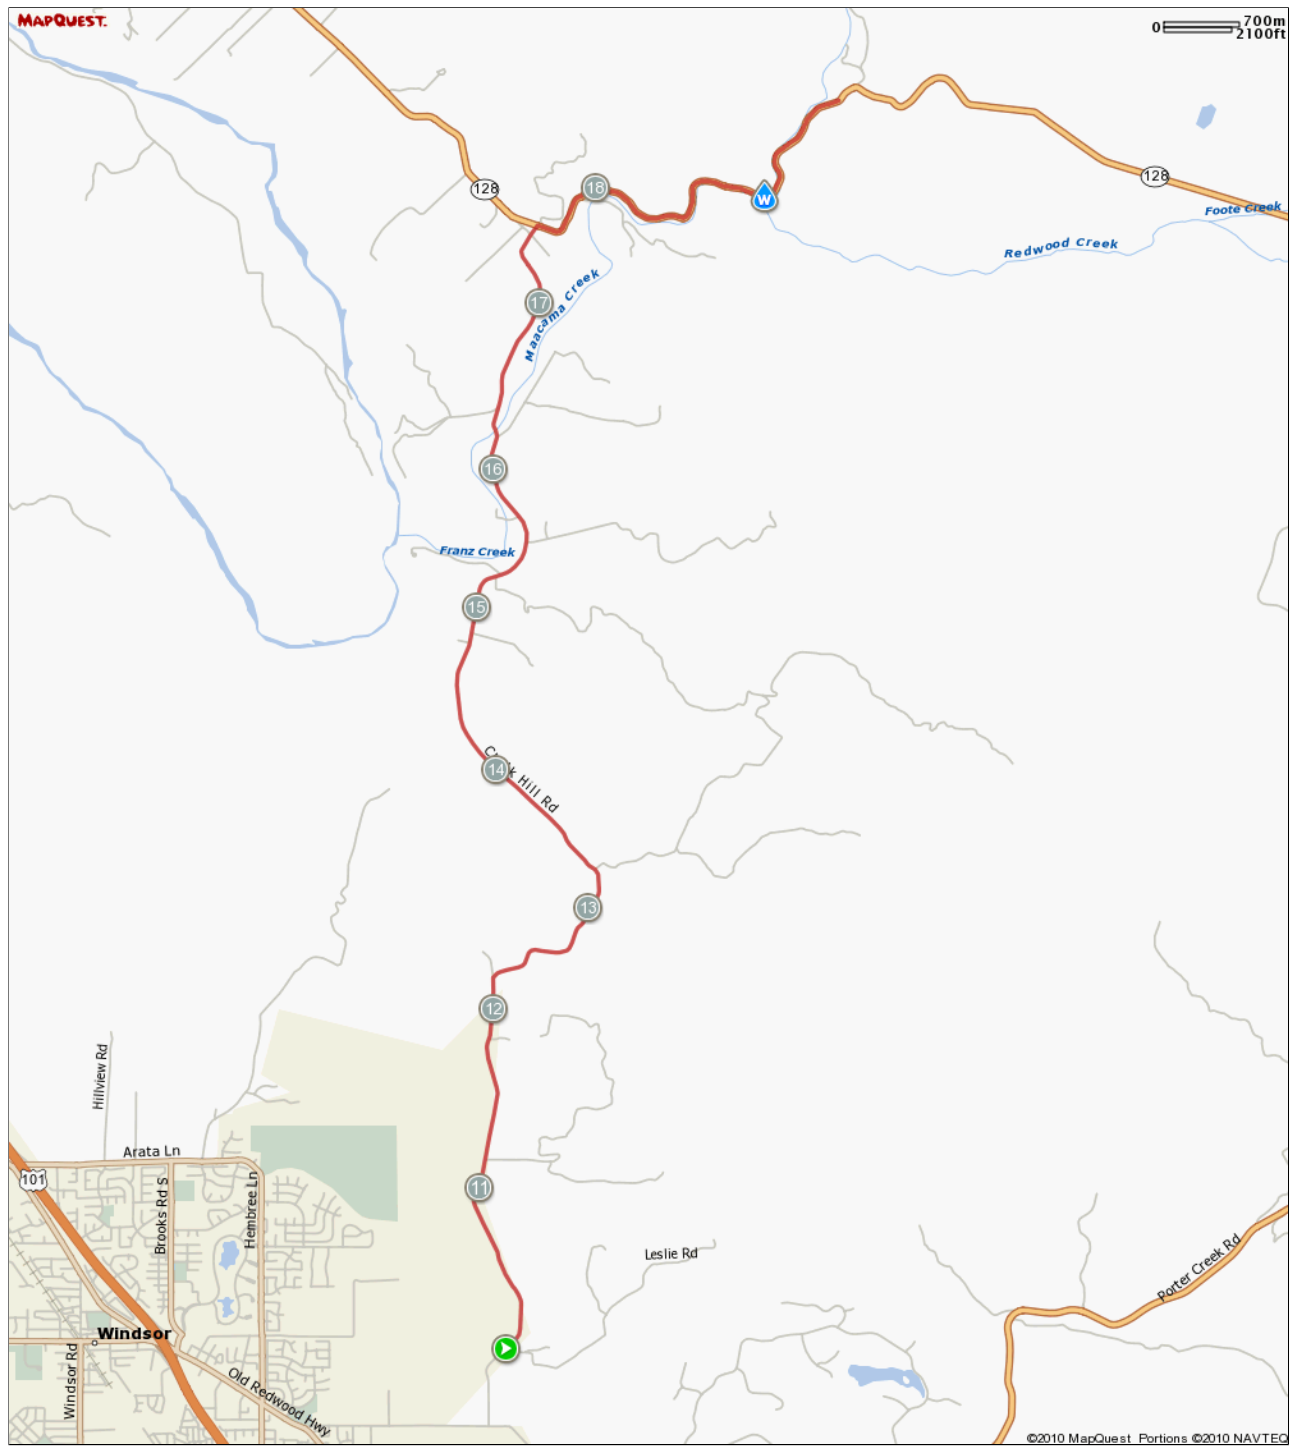 MAPQUEST.
0 700m
2100ft
128
18
W
128
Foote Creek
Redwood Creek
17
Maacama Creek
16
Franz Creek
15
14
Hill Rd
13
12
Hillview Rd
Arata Ln
101
Brooks Rd S
Hembree Ln
11
Leslie Rd
Porter Creek Rd
Windsor
Windsor Rd
Old Redwood Hwy
©2010 MapQuest Portions ©2010 NAVTEQ